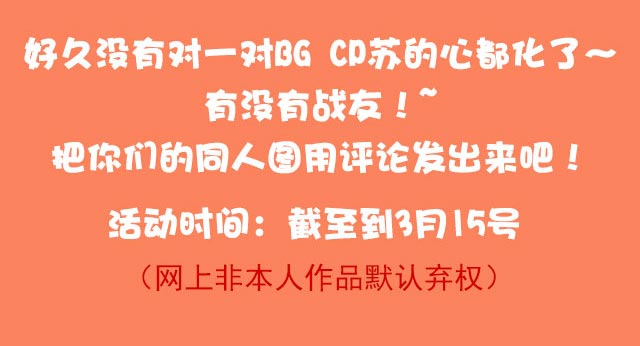 好久没有对一对BG CP苏的心都化了～
有没有战友！~
把你们的同人图用评论发出来吧！
活动时间：截至到3月15号
（网上非本人作品默认弃权）